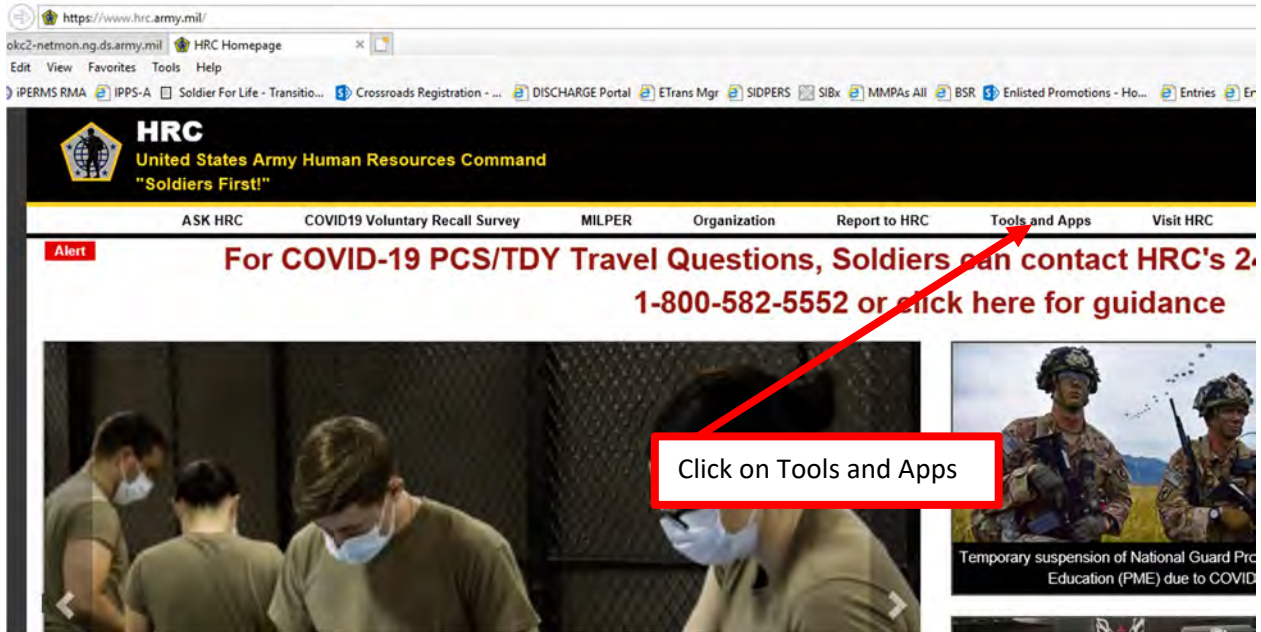 https://www.hrc.army.mil/
okc2-netmon.ng.ds.army.mil HRC Homepage
Edit View Favorites Tools Help
iPERMS RMA IPPS-A Soldier For Life - Transitio... Crossroads Registration - ... DISCHARGE Portal ETrans Mgr SIDPERS SIBx MMPAs All BSR Enlisted Promotions - Ho... Entries
HRC
United States Army Human Resources Command
"Soldiers First!"
ASK HRC COVID19 Voluntary Recall Survey MILPER Organization Report to HRC Tools and Apps Visit HRC
Alert
For COVID-19 PCS/TDY Travel Questions, Soldiers can contact HRC's
1-800-582-5552 or click here for guidance
Click on Tools and Apps
Temporary suspension of National Guard
Education (PME) due to